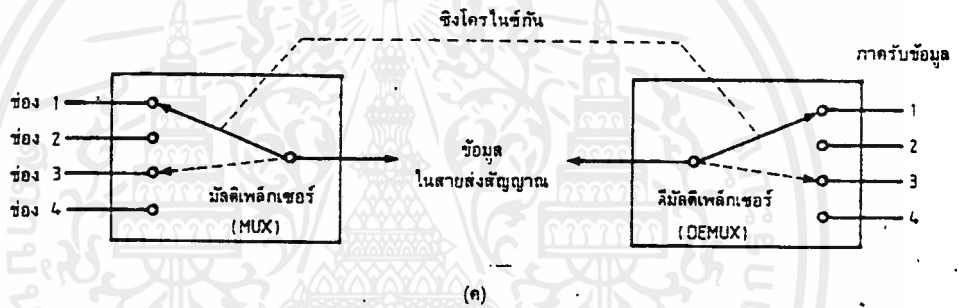 ซิงโครไนซ์กัน
ภาครับข้อมูล
ช่อง 1
ช่อง 2
ช่อง 3
ช่อง 4
มัลติเพล็กเซอร์
(MUX)
ข้อมูล
ในสายส่งสัญญาณ
ดีมัลติเพล็กเซอร์
(DEMUX)
1
2
3
4
(ค)